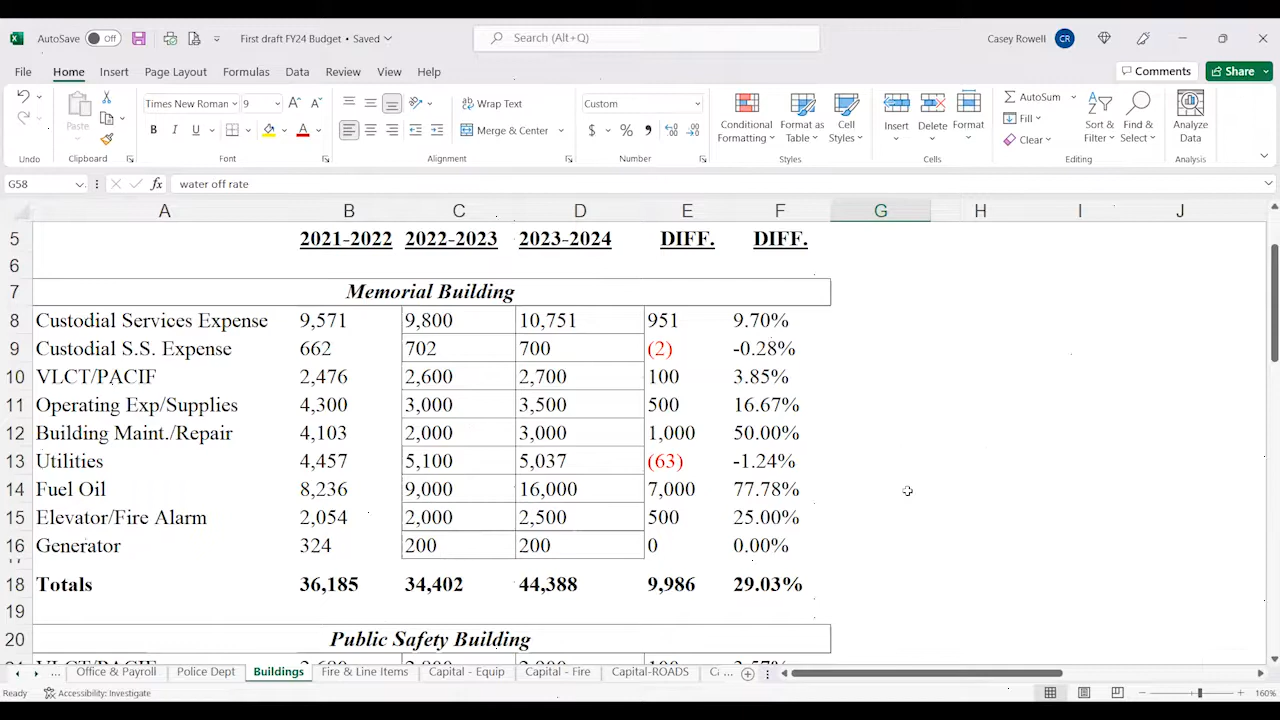 AutoSave Off First draft FY24 Budget • Saved Search (Alt+Q) Casey Rowell CR
File Home Insert Page Layout Formulas Data Review View Help Comments Share
Times New Roman 9 Wrap Text Custom AutoSum
Paste B I U Merge & Center $ % Conditional Formatting Format as Table Cell Styles Insert Delete Format Fill Clear Sort & Filter Find & Select Analyze Data
Undo Clipboard Font Alignment Number Styles Cells Editing Analysis
G58 fx water off rate
A B C D E F G H I J
5 2021-2022 2022-2023 2023-2024 DIFF. DIFF.
6
7 Memorial Building
8 Custodial Services Expense 9,571 9,800 10,751 951 9.70%
9 Custodial S.S. Expense 662 702 700 (2) -0.28%
10 VLCT/PACIF 2,476 2,600 2,700 100 3.85%
11 Operating Exp/Supplies 4,300 3,000 3,500 500 16.67%
12 Building Maint./Repair 4,103 2,000 3,000 1,000 50.00%
13 Utilities 4,457 5,100 5,037 (63) -1.24%
14 Fuel Oil 8,236 9,000 16,000 7,000 77.78%
15 Elevator/Fire Alarm 2,054 2,000 2,500 500 25.00%
16 Generator 324 200 200 0 0.00%
18 Totals 36,185 34,402 44,388 9,986 29.03%
19
20 Public Safety Building
... Office & Payroll Police Dept Buildings Fire & Line Items Capital - Equip Capital - Fire Capital-ROADS ...
Ready Accessibility: Investigate 160%